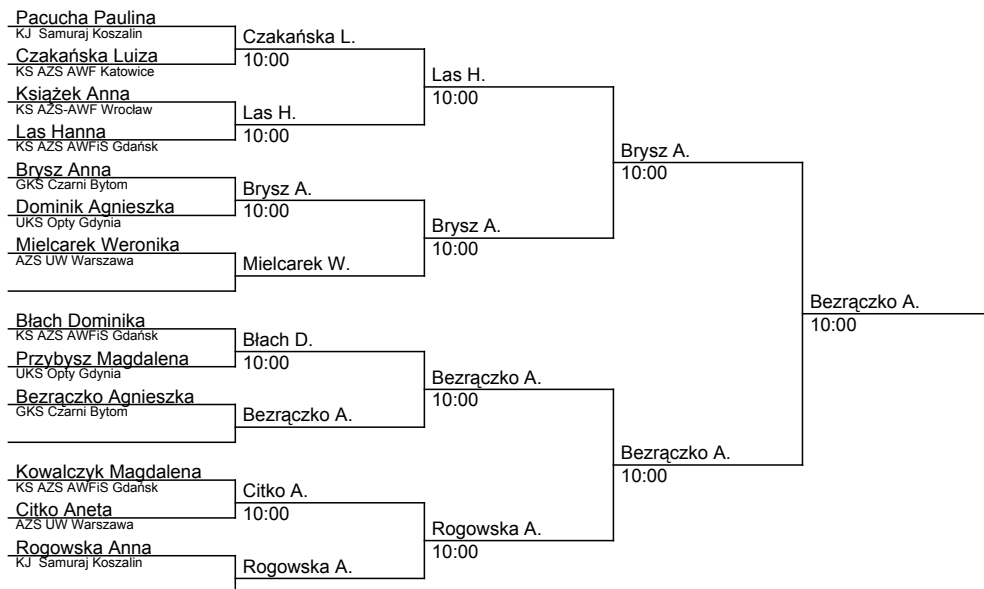 Pacucha Paulina
KJ  Samuraj Koszalin
Czakańska Luiza
KS AZS AWF Katowice
Książek Anna
KS AZS-AWF Wrocław
Las Hanna
KS AZS AWFiS Gdańsk
Brysz Anna
GKS Czarni Bytom
Dominik Agnieszka
UKS Opty Gdynia
Mielcarek Weronika
AZS UW Warszawa
Błach Dominika
KS AZS AWFiS Gdańsk
Przybysz Magdalena
UKS Opty Gdynia
Bezrączko Agnieszka
GKS Czarni Bytom
Kowalczyk Magdalena
KS AZS AWFiS Gdańsk
Citko Aneta
AZS UW Warszawa
Rogowska Anna
KJ  Samuraj Koszalin
Czakańska L.
10:00
Las H.
10:00
Brysz A.
10:00
Mielcarek W.
Błach D.
10:00
Bezrączko A.
Citko A.
10:00
Rogowska A.
Las H.
10:00
Brysz A.
10:00
Bezrączko A.
10:00
Rogowska A.
10:00
Brysz A.
10:00
Bezrączko A.
10:00
Bezrączko A.
10:00